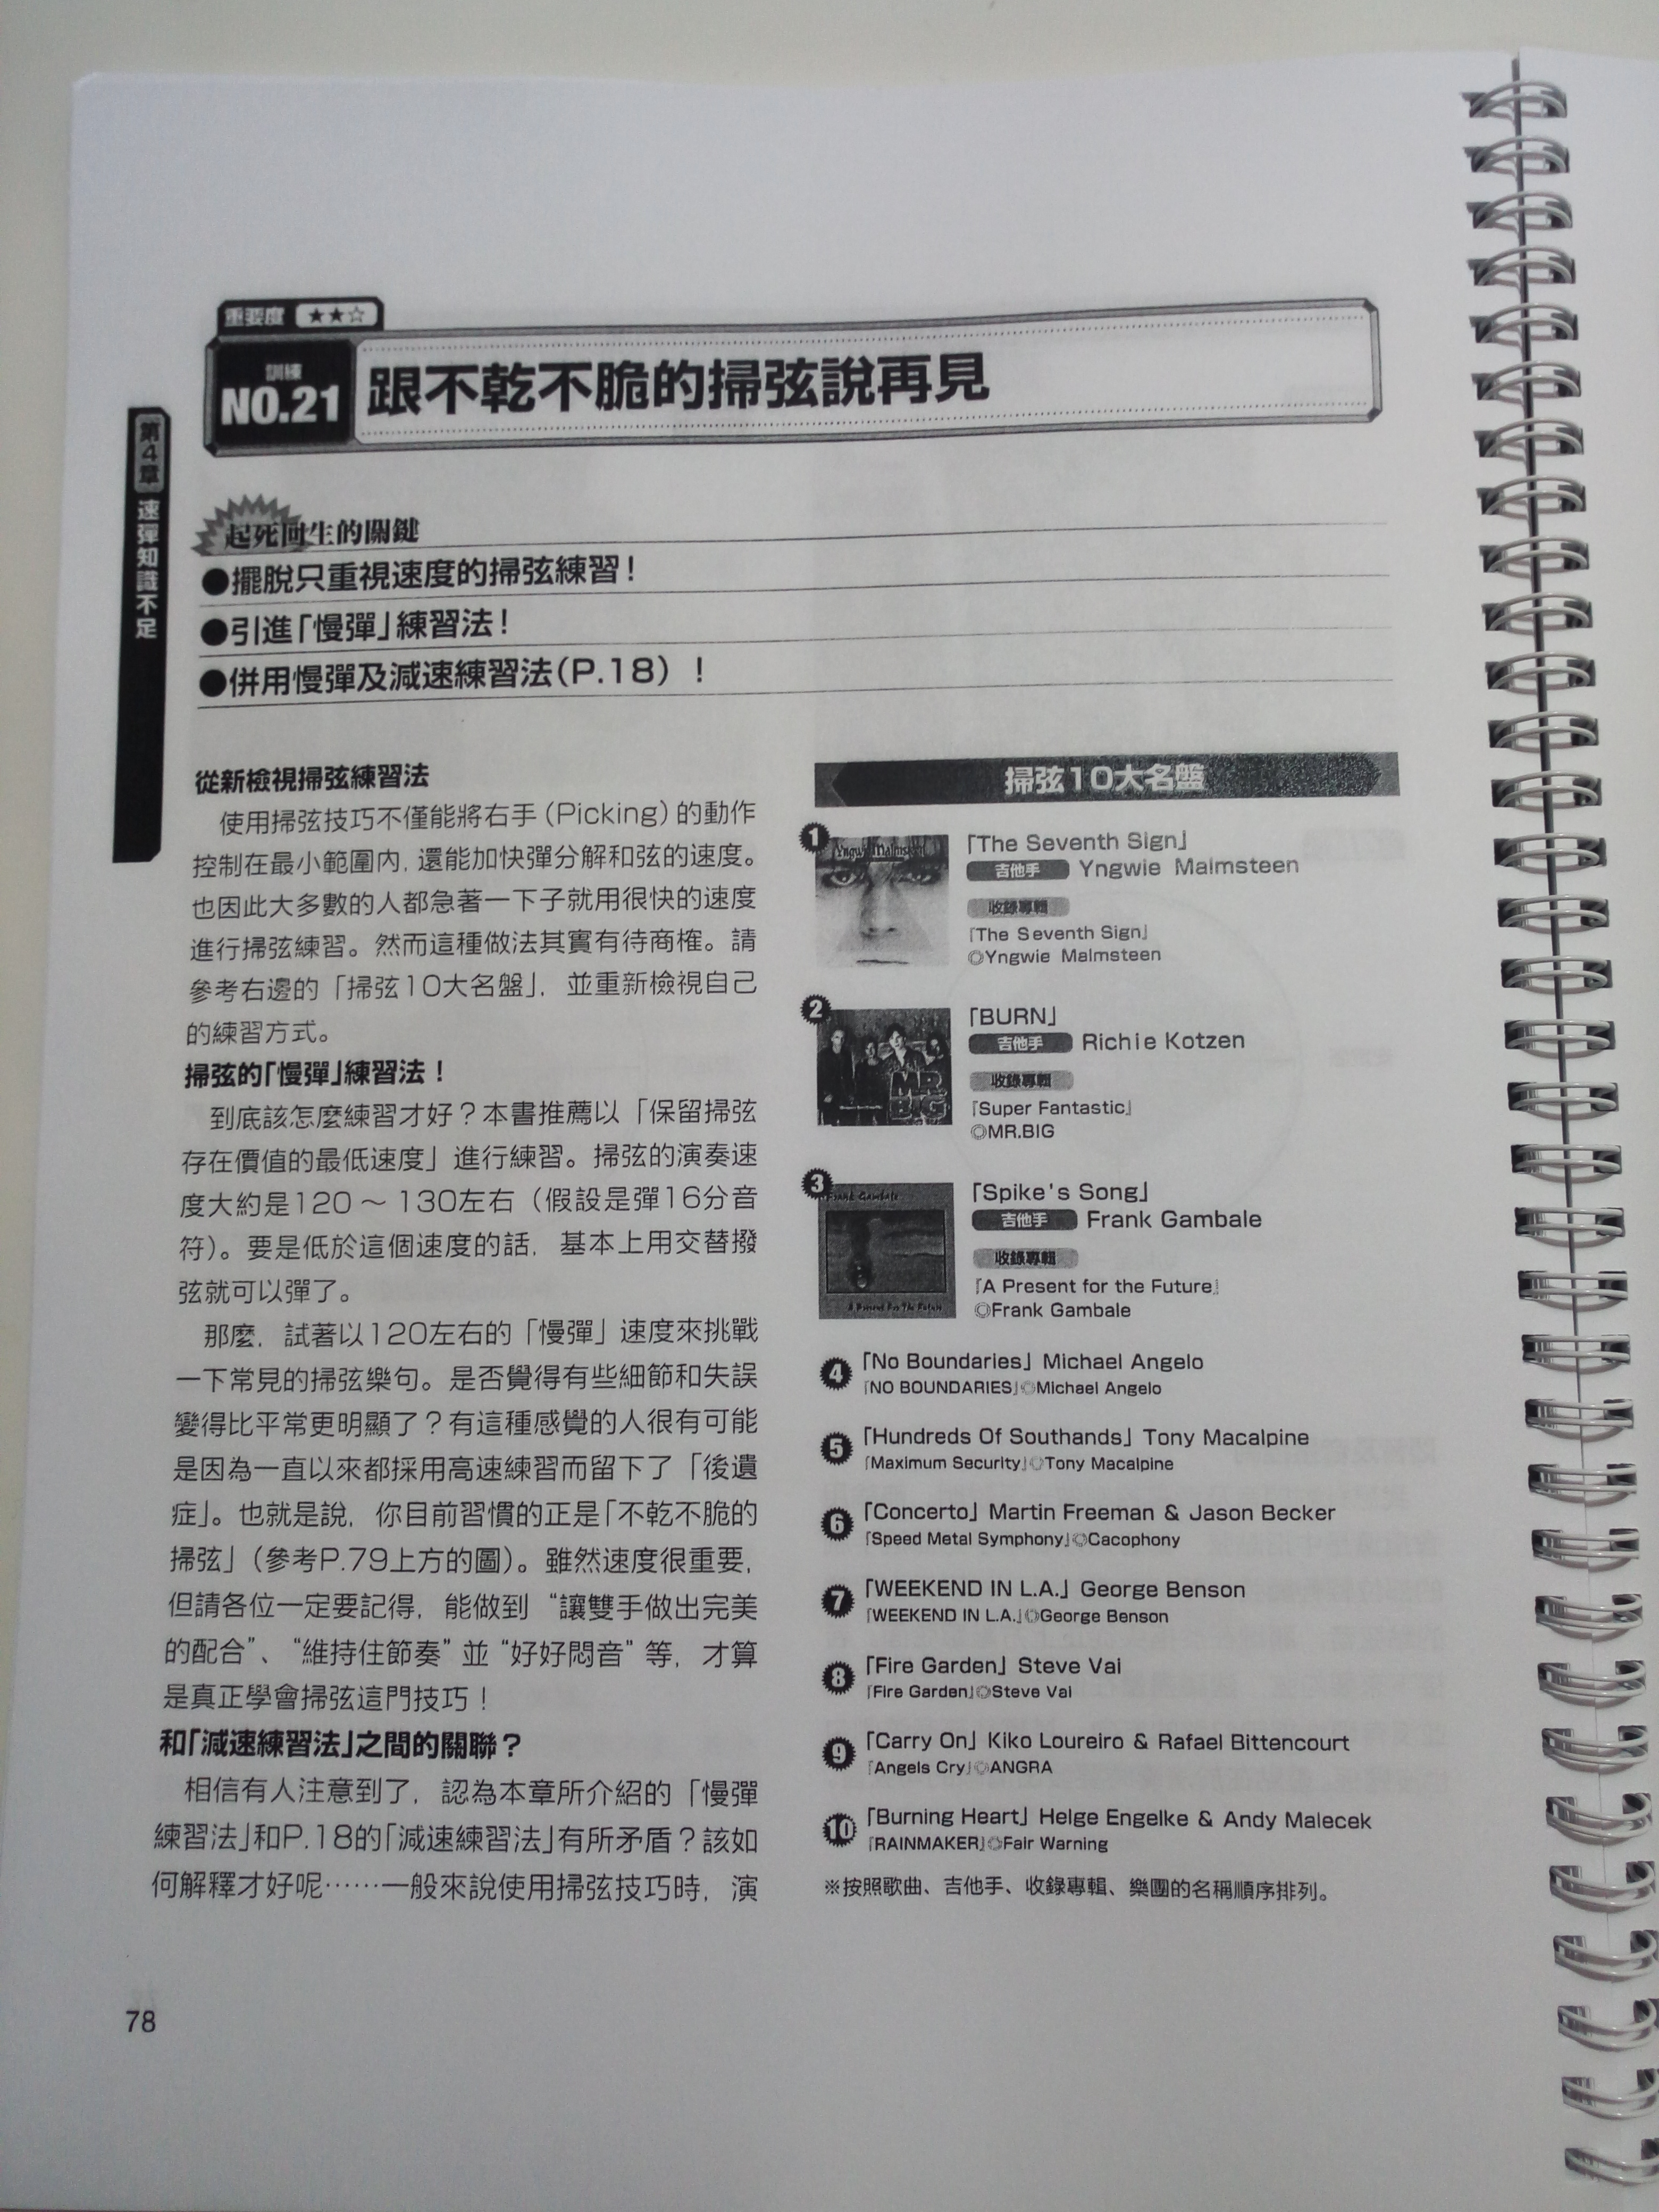 重要度 ★★☆
訓練
NO.21
跟不乾不脆的掃弦說再見
第4章 速彈知識不足
起死回生的關鍵
●擺脫只重視速度的掃弦練習！
●引進「慢彈」練習法！
●併用慢彈及減速練習法(P.18）！
從新檢視掃弦練習法
使用掃弦技巧不僅能將右手（Picking）的動作
控制在最小範圍內，還能加快彈分解和弦的速度。
也因此大多數的人都急著一下子就用很快的速度
進行掃弦練習。然而這種做法其實有待商榷。請
參考右邊的「掃弦10大名盤」，並重新檢視自己
的練習方式。
掃弦的「慢彈」練習法！
到底該怎麼練習才好？本書推薦以「保留掃弦
存在價值的最低速度」進行練習。掃弦的演奏速
度大約是120～130左右（假設是彈16分音
符）。要是低於這個速度的話，基本上用交替撥
弦就可以彈了。
那麼，試著以120左右的「慢彈」速度來挑戰
一下常見的掃弦樂句。是否覺得有些細節和失誤
變得比平常更明顯了？有這種感覺的人很有可能
是因為一直以來都採用高速練習而留下了「後遺
症」。也就是說，你目前習慣的正是「不乾不脆的
掃弦」（參考P.79上方的圖）。雖然速度很重要，
但請各位一定要記得，能做到“讓雙手做出完美
的配合”、“維持住節奏”並“好好悶音”等，才算
是真正學會掃弦這門技巧！
和「減速練習法」之間的關聯？
相信有人注意到了，認為本章所介紹的「慢彈
練習法」和P.18的「減速練習法」有所矛盾？該如
何解釋才好呢……一般來說使用掃弦技巧時，演
掃弦10大名盤
1
Yngwie Malmsteen
「The Seventh Sign」
吉他手 Yngwie Malmsteen
收錄專輯
『The Seventh Sign』
◎Yngwie Malmsteen
2
MR.
BIG
「BURN」
吉他手 Richie Kotzen
收錄專輯
『Super Fantastic』
◎MR.BIG
3
Frank Gambale
A Present For The Future
「Spike's Song」
吉他手 Frank Gambale
收錄專輯
『A Present for the Future』
◎Frank Gambale
4 「No Boundaries」 Michael Angelo
『NO BOUNDARIES』◎Michael Angelo
5 「Hundreds Of Southands」 Tony Macalpine
『Maximum Security』◎Tony Macalpine
6 「Concerto」 Martin Freeman & Jason Becker
『Speed Metal Symphony』◎Cacophony
7 「WEEKEND IN L.A.」 George Benson
『WEEKEND IN L.A.』◎George Benson
8 「Fire Garden」 Steve Vai
『Fire Garden』◎Steve Vai
9 「Carry On」 Kiko Loureiro & Rafael Bittencourt
『Angels Cry』◎ANGRA
10 「Burning Heart」 Helge Engelke & Andy Malecek
『RAINMAKER』◎Fair Warning
※按照歌曲、吉他手、收錄專輯、樂團的名稱順序排列。
78